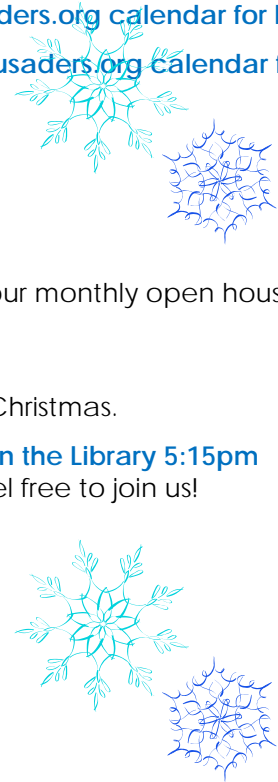 ders.org calendar for
usaders.org calendar
our monthly open hous
Christmas.
n the Library 5:15pm
el free to join us!